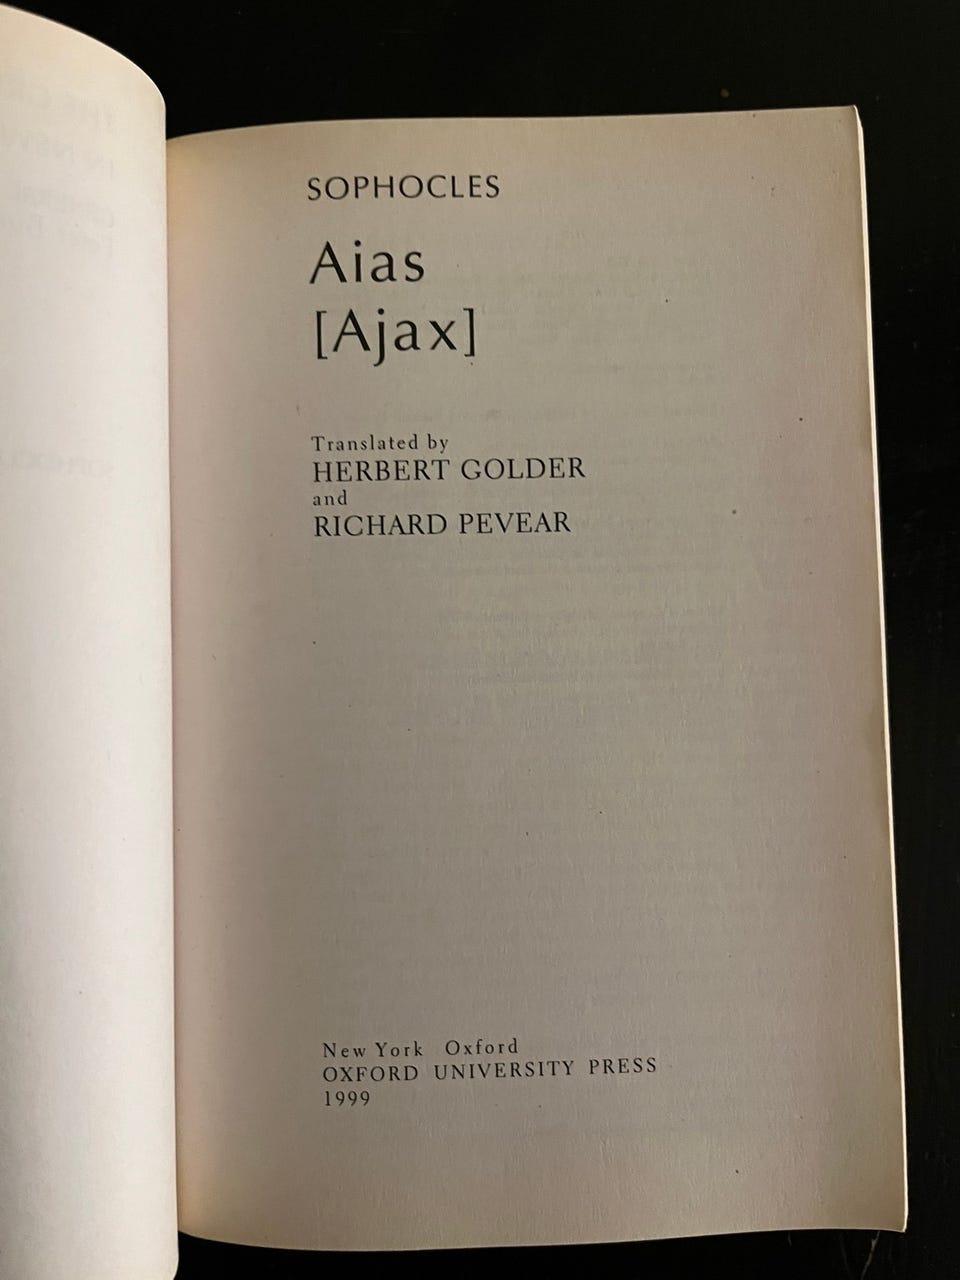 SOPHOCLES
Aias
[Ajax]
Translated by
HERBERT GOLDER
and
RICHARD PEVEAR
New York Oxford
OXFORD UNIVERSITY PRESS
1999